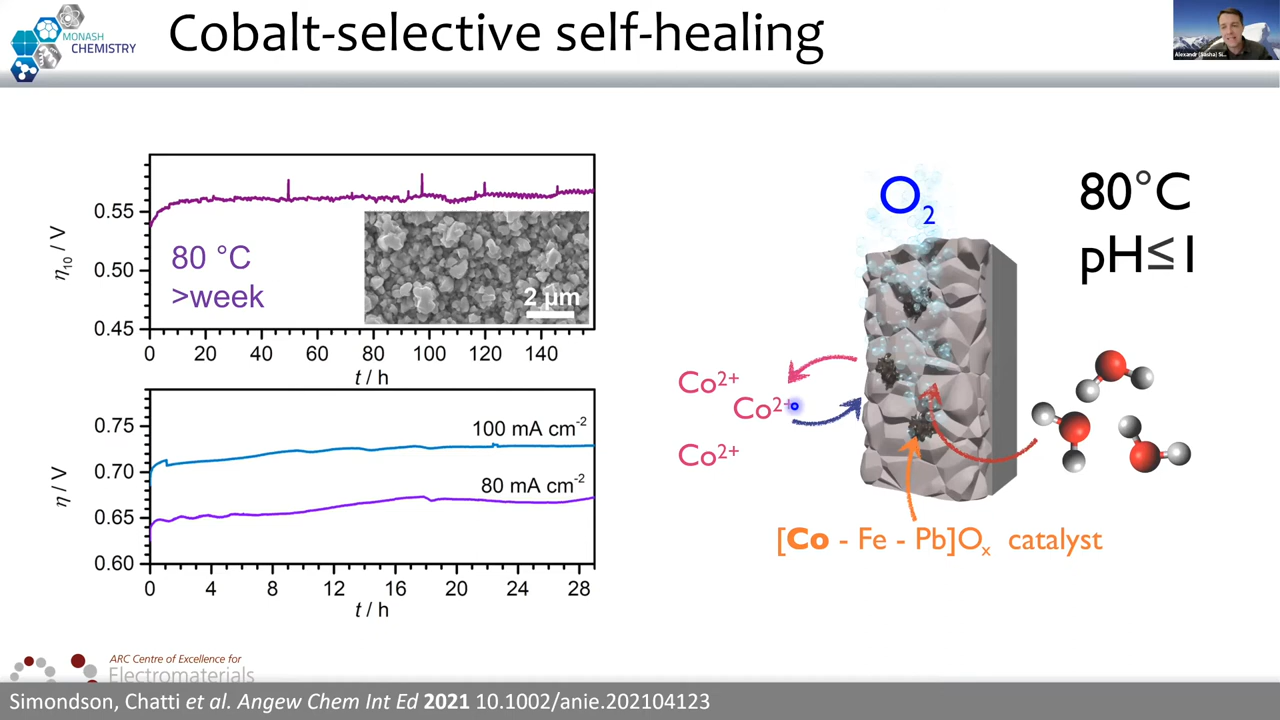 MONASH
CHEMISTRY
Cobalt-selective self-healing
Alexandr (Sasha) Si...
0.55
0.50
0.45
η10 / V
80 °C
>week
2 μm
0 20 40 60 80 100 120 140
t / h
0.75
0.70
0.65
0.60
η / V
100 mA cm-2
80 mA cm-2
0 4 8 12 16 20 24 28
t / h
O2
80°C
pH≤1
Co2+
Co2+
Co2+
[Co - Fe - Pb]Ox catalyst
ARC Centre of Excellence for
Electromaterials
Simondson, Chatti et al. Angew Chem Int Ed 2021 10.1002/anie.202104123